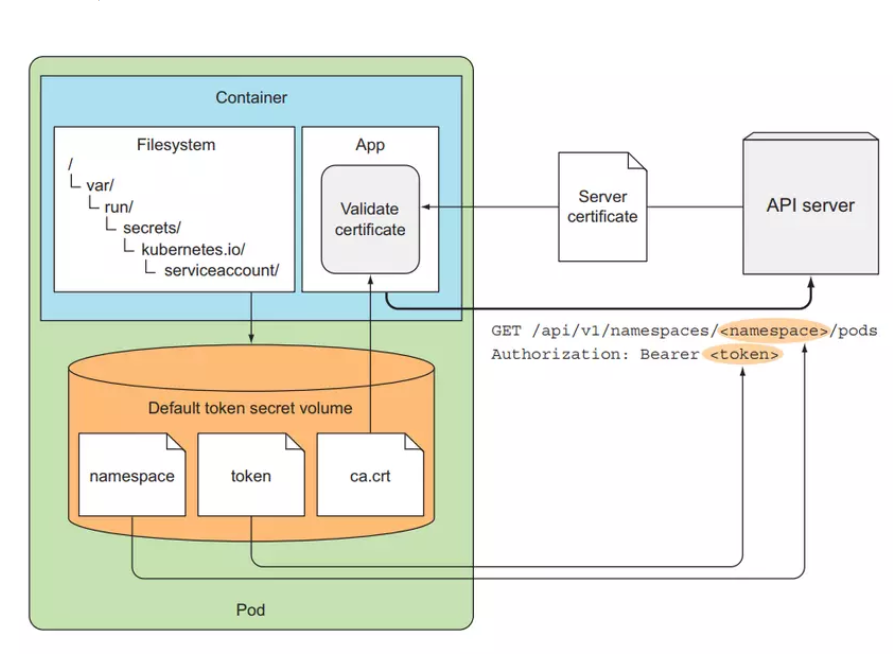 Container
Filesystem
/
var/
run/
secrets/
kubernetes.io/
serviceaccount/
App
Validate
certificate
Server
certificate
API server
GET /api/v1/namespaces/<namespace>/pods
Authorization: Bearer <token>
Default token secret volume
namespace
token
ca.crt
Pod